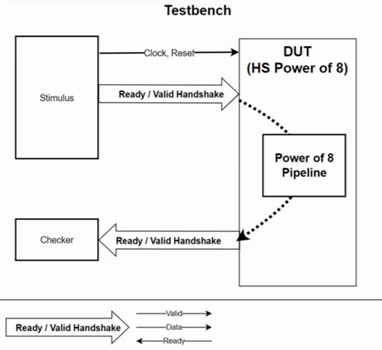 Testbench
Clock, Reset
DUT
(HS Power of 8)
Stimulus
Ready / Valid Handshake
Power of 8
Pipeline
Checker
Ready / Valid Handshake
Valid
Ready / Valid Handshake
Data
Ready